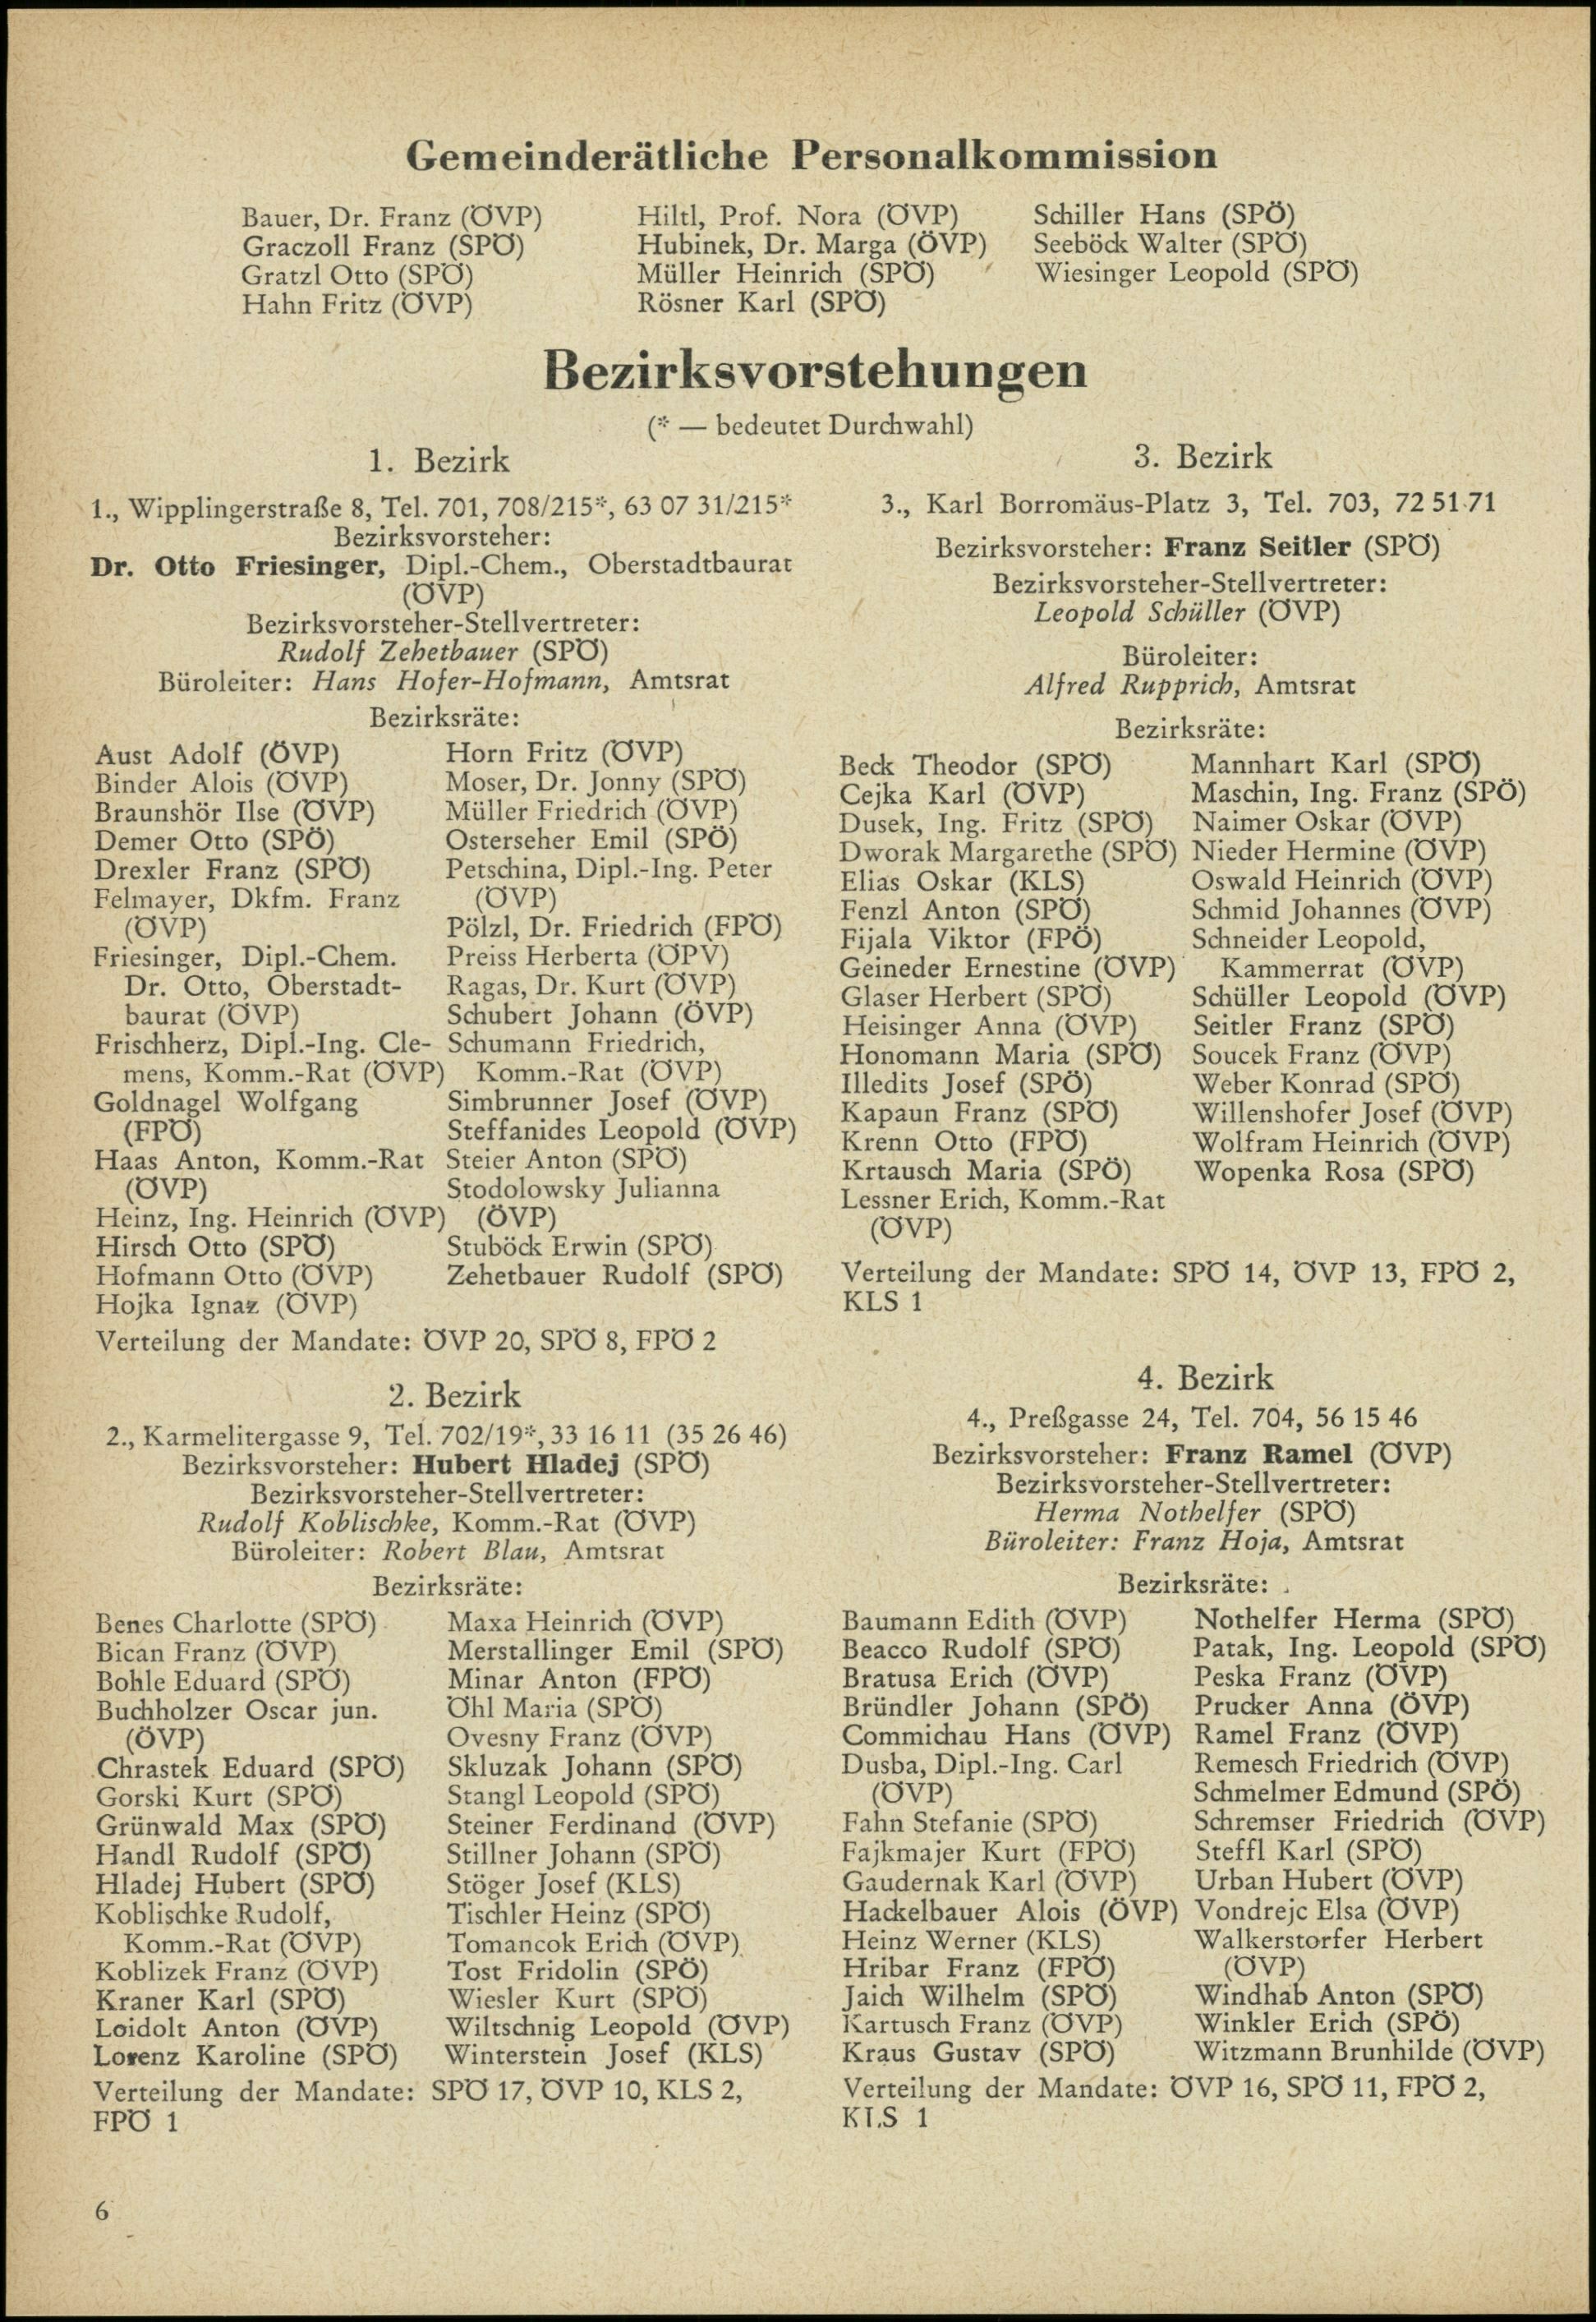 Gemeinderätliche Personalkommission
Bauer, Dr. Franz (ÖVP)
Graczoll Franz (SPÖ)
Gratzl Otto (SPÖ)
Hahn Fritz (ÖVP)
Hiltl, Prof. Nora (ÖVP)
Hubinek, Dr. Marga (ÖVP)
Müller Heinrich (SPÖ)
Rösner Karl (SPÖ)
Schiller Hans (SPÖ)
Seeböck Walter (SPÖ)
Wiesinger Leopold (SPÖ)
Bezirksvorstehungen
(* — bedeutet Durchwahl)
1. Bezirk
1., Wipplingerstraße 8, Tel. 701, 708/215*, 63 07 31/215*
Bezirksvorsteher:
Dr. Otto Friesinger, Dipl.-Chem., Oberstadtbaurat
(ÖVP)
Bezirksvorsteher-Stellvertreter:
Rudolf Zehetbauer (SPÖ)
Büroleiter: Hans Hofer-Hofmann, Amtsrat
Bezirksräte:
Aust Adolf (ÖVP)
Binder Alois (ÖVP)
Braunshör Ilse (ÖVP)
Demer Otto (SPÖ)
Drexler Franz (SPÖ)
Felmayer, Dkfm. Franz
(ÖVP)
Friesinger, Dipl.-Chem.
Dr. Otto, Oberstadt-
baurat (ÖVP)
Frischherz, Dipl.-Ing. Cle-
mens, Komm.-Rat (ÖVP)
Goldnagel Wolfgang
(FPÖ)
Haas Anton, Komm.-Rat
(ÖVP)
Heinz, Ing. Heinrich (ÖVP)
Hirsch Otto (SPÖ)
Hofmann Otto (ÖVP)
Hojka Ignaz (ÖVP)
Horn Fritz (ÖVP)
Moser, Dr. Jonny (SPÖ)
Müller Friedrich (ÖVP)
Osterseher Emil (SPÖ)
Petschina, Dipl.-Ing. Peter
(ÖVP)
Pölzl, Dr. Friedrich (FPÖ)
Preiss Herberta (ÖPV)
Ragas, Dr. Kurt (ÖVP)
Schubert Johann (ÖVP)
Schumann Friedrich,
Komm.-Rat (ÖVP)
Simbrunner Josef (ÖVP)
Steffanides Leopold (ÖVP)
Steier Anton (SPÖ)
Stodolowsky Julianna
(ÖVP)
Stuböck Erwin (SPÖ)
Zehetbauer Rudolf (SPÖ)
Verteilung der Mandate: ÖVP 20, SPÖ 8, FPÖ 2
2. Bezirk
2., Karmelitergasse 9, Tel. 702/19*, 33 16 11 (35 26 46)
Bezirksvorsteher: Hubert Hladej (SPÖ)
Bezirksvorsteher-Stellvertreter:
Rudolf Koblischke, Komm.-Rat (ÖVP)
Büroleiter: Robert Blau, Amtsrat
Bezirksräte:
Benes Charlotte (SPÖ)
Bican Franz (ÖVP)
Bohle Eduard (SPÖ)
Buchholzer Oscar jun.
(ÖVP)
Chrastek Eduard (SPÖ)
Gorski Kurt (SPÖ)
Grünwald Max (SPÖ)
Handl Rudolf (SPÖ)
Hladej Hubert (SPÖ)
Koblischke Rudolf,
Komm.-Rat (ÖVP)
Koblizek Franz (ÖVP)
Kraner Karl (SPÖ)
Loidolt Anton (ÖVP)
Lorenz Karoline (SPÖ)
Maxa Heinrich (ÖVP)
Merstallinger Emil (SPÖ)
Minar Anton (FPÖ)
Öhl Maria (SPÖ)
Ovesny Franz (ÖVP)
Skluzak Johann (SPÖ)
Stangl Leopold (SPÖ)
Steiner Ferdinand (ÖVP)
Stillner Johann (SPÖ)
Stöger Josef (KLS)
Tischler Heinz (SPÖ)
Tomancok Erich (ÖVP)
Tost Fridolin (SPÖ)
Wiesler Kurt (SPÖ)
Wiltschnig Leopold (ÖVP)
Winterstein Josef (KLS)
Verteilung der Mandate: SPÖ 17, ÖVP 10, KLS 2,
FPÖ 1
3. Bezirk
3., Karl Borromäus-Platz 3, Tel. 703, 72 51 71
Bezirksvorsteher: Franz Seitler (SPÖ)
Bezirksvorsteher-Stellvertreter:
Leopold Schüller (ÖVP)
Büroleiter:
Alfred Rupprich, Amtsrat
Bezirksräte:
Beck Theodor (SPÖ)
Cejka Karl (ÖVP)
Dusek, Ing. Fritz (SPÖ)
Dworak Margarethe (SPÖ)
Elias Oskar (KLS)
Fenzl Anton (SPÖ)
Fijala Viktor (FPÖ)
Geineder Ernestine (ÖVP)
Glaser Herbert (SPÖ)
Heisinger Anna (ÖVP)
Honomann Maria (SPÖ)
Illedits Josef (SPÖ)
Kapaun Franz (SPÖ)
Krenn Otto (FPÖ)
Krtausch Maria (SPÖ)
Lessner Erich, Komm.-Rat
(ÖVP)
Mannhart Karl (SPÖ)
Maschin, Ing. Franz (SPÖ)
Naimer Oskar (ÖVP)
Nieder Hermine (ÖVP)
Oswald Heinrich (ÖVP)
Schmid Johannes (ÖVP)
Schneider Leopold,
Kammerrat (ÖVP)
Schüller Leopold (ÖVP)
Seitler Franz (SPÖ)
Soucek Franz (ÖVP)
Weber Konrad (SPÖ)
Willenshofer Josef (ÖVP)
Wolfram Heinrich (ÖVP)
Wopenka Rosa (SPÖ)
Verteilung der Mandate: SPÖ 14, ÖVP 13, FPÖ 2,
KLS 1
4. Bezirk
4., Preßgasse 24, Tel. 704, 56 15 46
Bezirksvorsteher: Franz Ramel (ÖVP)
Bezirksvorsteher-Stellvertreter:
Herma Nothelfer (SPÖ)
Büroleiter: Franz Hoja, Amtsrat
Bezirksräte:
Baumann Edith (ÖVP)
Beacco Rudolf (SPÖ)
Bratusa Erich (ÖVP)
Bründler Johann (SPÖ)
Commichau Hans (ÖVP)
Dusba, Dipl.-Ing. Carl
(ÖVP)
Fahn Stefanie (SPÖ)
Fajkmajer Kurt (FPÖ)
Gaudernak Karl (ÖVP)
Hackelbauer Alois (ÖVP)
Heinz Werner (KLS)
Hribar Franz (FPÖ)
Jaich Wilhelm (SPÖ)
Kartusch Franz (ÖVP)
Kraus Gustav (SPÖ)
Nothelfer Herma (SPÖ)
Patak, Ing. Leopold (SPÖ)
Peska Franz (ÖVP)
Prucker Anna (ÖVP)
Ramel Franz (ÖVP)
Remesch Friedrich (ÖVP)
Schmelmer Edmund (SPÖ)
Schremser Friedrich (ÖVP)
Steffl Karl (SPÖ)
Urban Hubert (ÖVP)
Vondrejc Elsa (ÖVP)
Walkerstorfer Herbert
(ÖVP)
Windhab Anton (SPÖ)
Winkler Erich (SPÖ)
Witzmann Brunhilde (ÖVP)
Verteilung der Mandate: ÖVP 16, SPÖ 11, FPÖ 2,
KLS 1
6